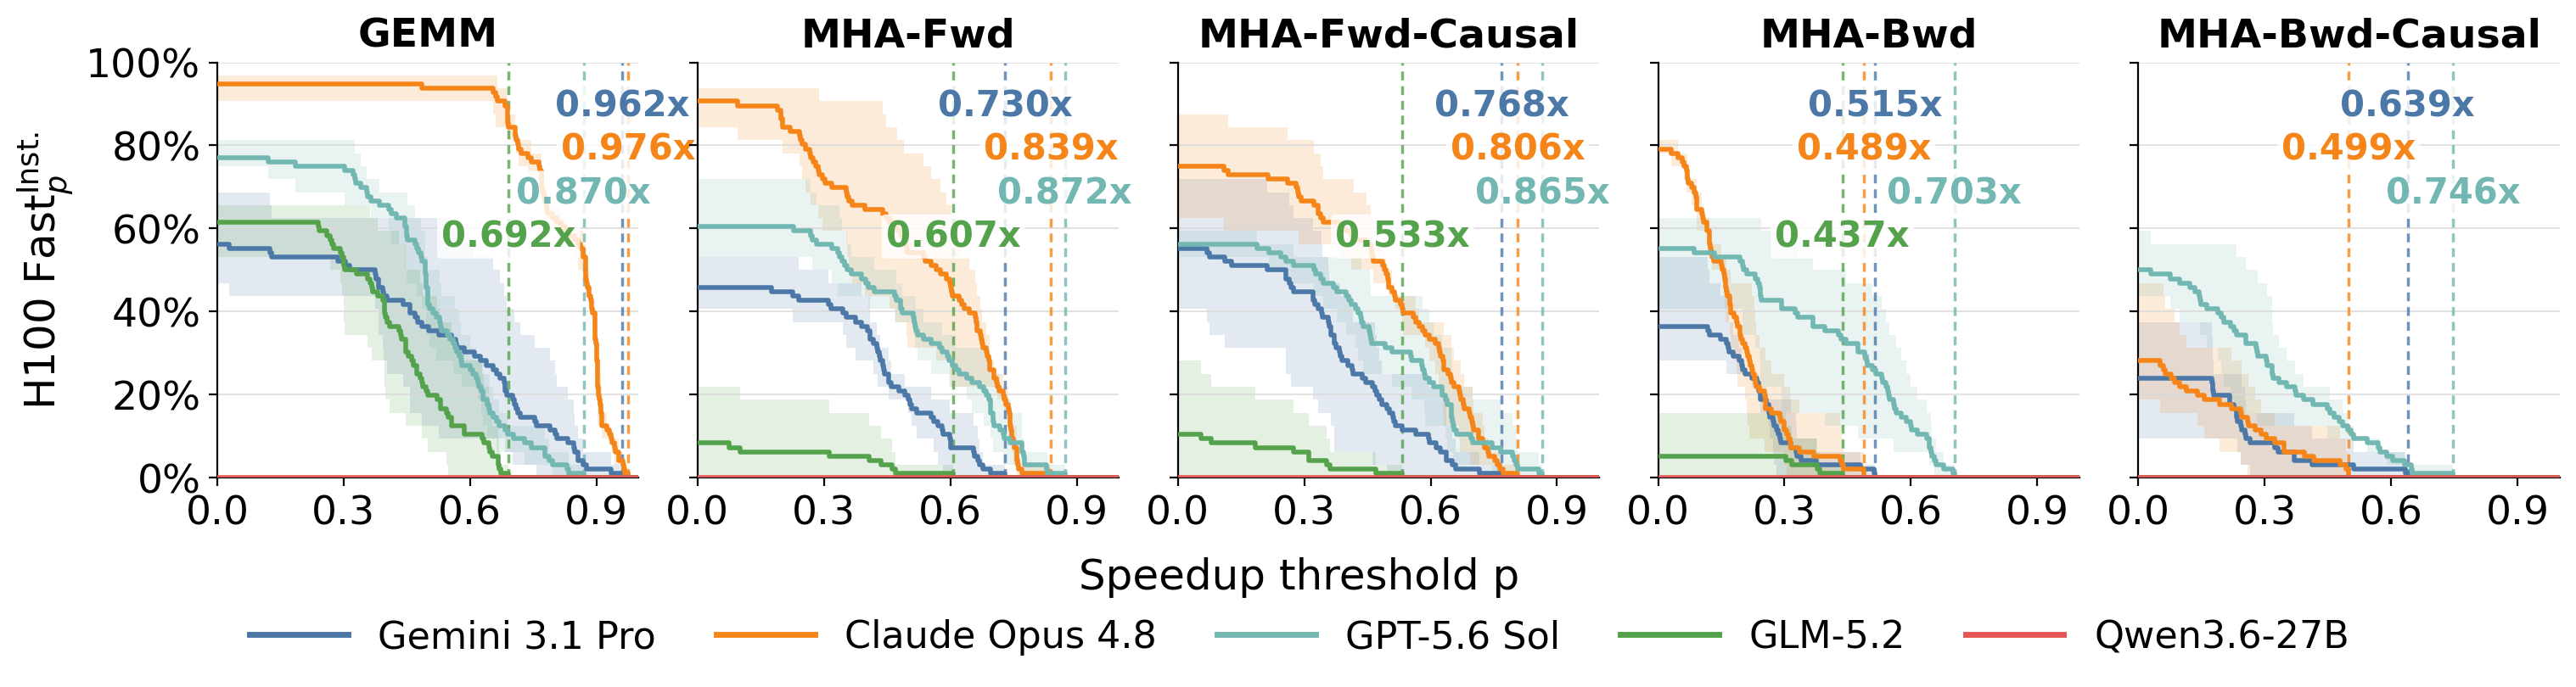 GEMM MHA-Fwd MHA-Fwd-Causal MHA-Bwd MHA-Bwd-Causal
H100 Fast_p^Inst.
100%
80%
60%
40%
20%
0%
0.962x
0.976x
0.870x
0.692x
0.730x
0.839x
0.872x
0.607x
0.768x
0.806x
0.865x
0.533x
0.515x
0.489x
0.703x
0.437x
0.639x
0.499x
0.746x
0.0 0.3 0.6 0.9 0.0 0.3 0.6 0.9 0.0 0.3 0.6 0.9 0.0 0.3 0.6 0.9 0.0 0.3 0.6 0.9
Speedup threshold p
Gemini 3.1 Pro Claude Opus 4.8 GPT-5.6 Sol GLM-5.2 Qwen3.6-27B